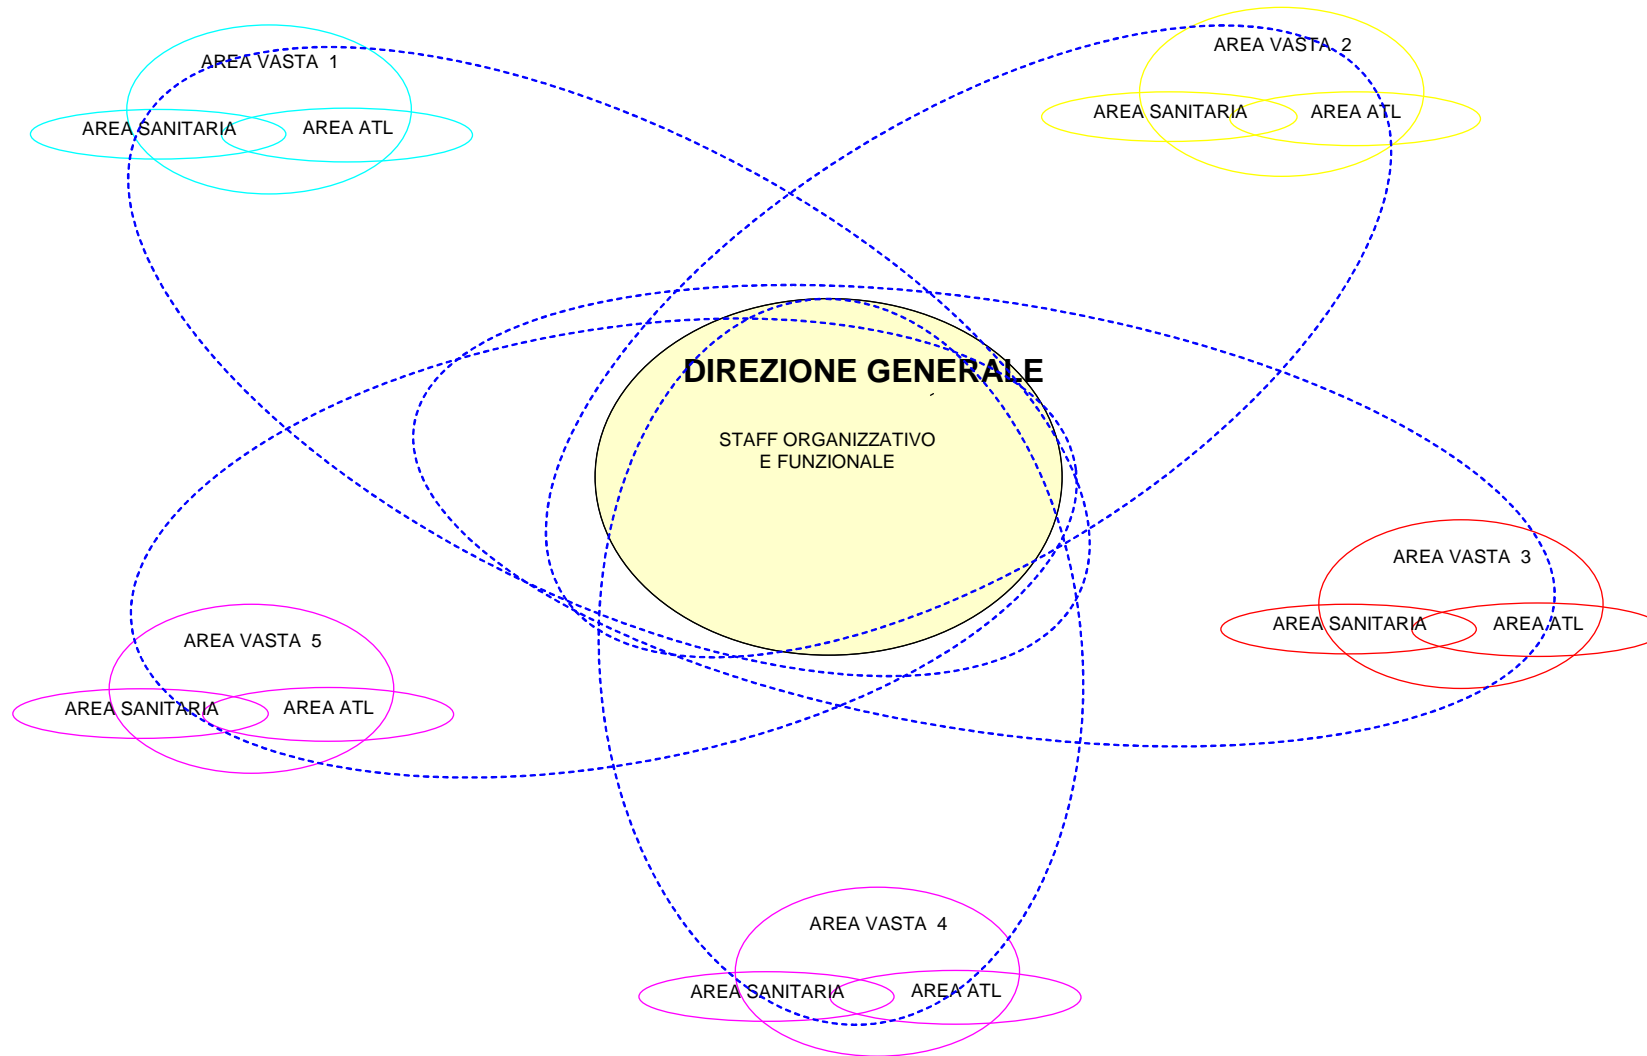 AREA VASTA  1
AREA SANITARIA
AREA ATL
AREA VASTA  2
AREA SANITARIA
AREA ATL
DIREZIONE GENERALE
STAFF ORGANIZZATIVO
E FUNZIONALE
AREA VASTA  3
AREA SANITARIA
AREA ATL
AREA VASTA  5
AREA SANITARIA
AREA ATL
AREA VASTA  4
AREA SANITARIA
AREA ATL